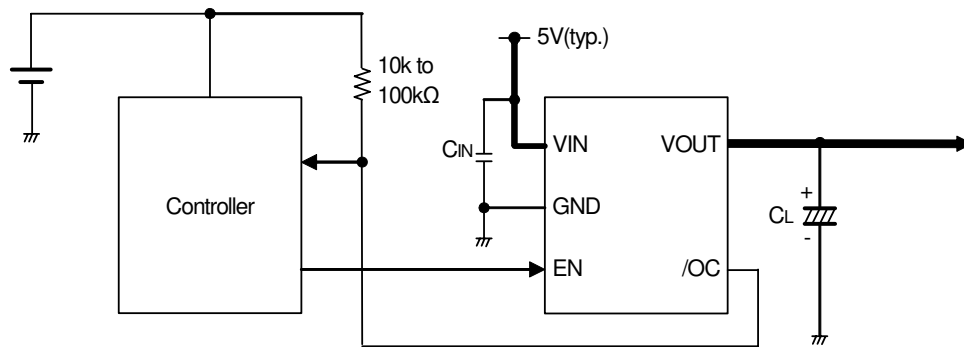 5V(typ.)
10k to
100kΩ
CIN
VIN
VOUT
Controller
GND
+
CL
-
EN
/OC